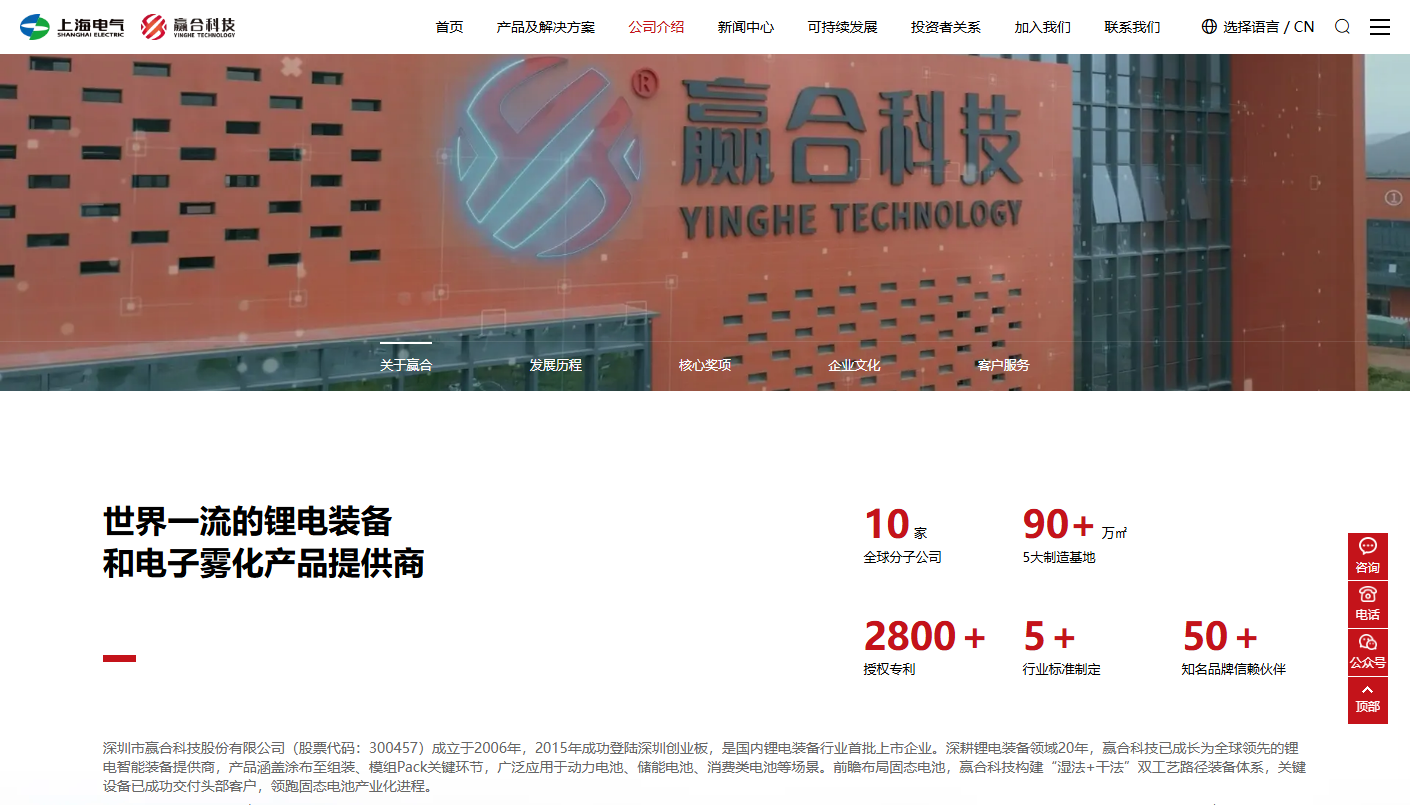 上海电气
SHANGHAI ELECTRIC
赢合科技
YINGHE TECHNOLOGY
首页
产品及解决方案
公司介绍
新闻中心
可持续发展
投资者关系
加入我们
联系我们
选择语言 / CN
®
赢合科技
YINGHE TECHNOLOGY
①
关于赢合
发展历程
核心奖项
企业文化
客户服务
世界一流的锂电装备
和电子雾化产品提供商
10 家
全球分子公司
90+ 万㎡
5大制造基地
2800 +
授权专利
5 +
行业标准制定
50 +
知名品牌信赖伙伴
咨询
电话
公众号
顶部
深圳市赢合科技股份有限公司（股票代码：300457）成立于2006年，2015年成功登陆深圳创业板，是国内锂电装备行业首批上市企业。深耕锂电装备领域20年，赢合科技已成长为全球领先的锂
电智能装备提供商，产品涵盖涂布至组装、模组Pack关键环节，广泛应用于动力电池、储能电池、消费类电池等场景。前瞻布局固态电池，赢合科技构建“湿法+干法”双工艺路径装备体系，关键
设备已成功交付头部客户，领跑固态电池产业化进程。